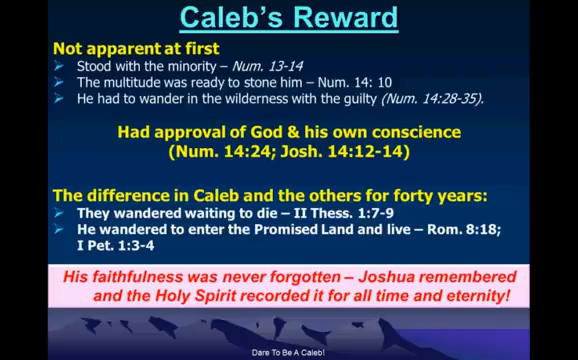 Caleb's Reward
Not apparent at first
➢ Stood with the minority – Num. 13-14
➢ The multitude was ready to stone him – Num. 14: 10
➢ He had to wander in the wilderness with the guilty (Num. 14:28-35).
Had approval of God & his own conscience
(Num. 14:24; Josh. 14:12-14)
The difference in Caleb and the others for forty years:
➢ They wandered waiting to die – II Thess. 1:7-9
➢ He wandered to enter the Promised Land and live – Rom. 8:18;
I Pet. 1:3-4
His faithfulness was never forgotten – Joshua remembered
and the Holy Spirit recorded it for all time and eternity!
Dare To Be A Caleb!